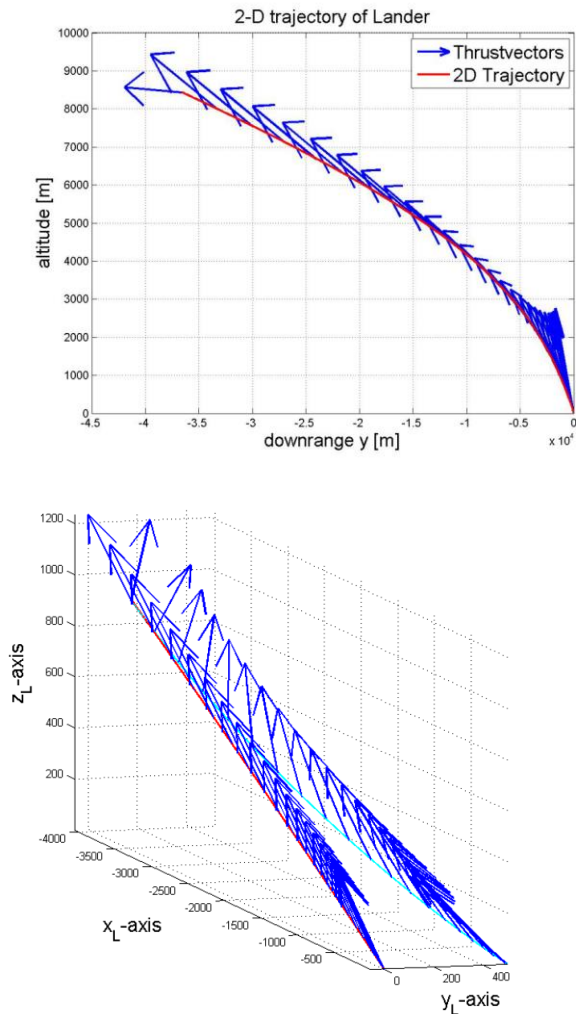 2-D trajectory of Lander
10000
9000
8000
7000
6000
5000
4000
3000
2000
1000
0
altitude [m]
Thrustvectors
2D Trajectory
-4.5 -4 -3.5 -3 -2.5 -2 -1.5 -1 -0.5 0
x 10⁴
downrange y [m]
1200
1000
800
600
400
200
z_L-axis
-4000
-3500
-3000
-2500
-2000
-1500
-1000
-500
x_L-axis
0 200 400
y_L-axis